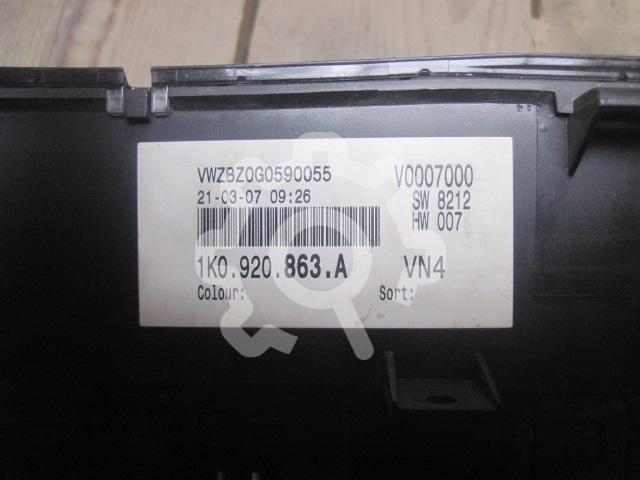 VWZBZ0G0590055 V0007000
21-03-07 09:26 SW 8212
HW 007
1K0.920.863.A VN4
Colour: Sort: